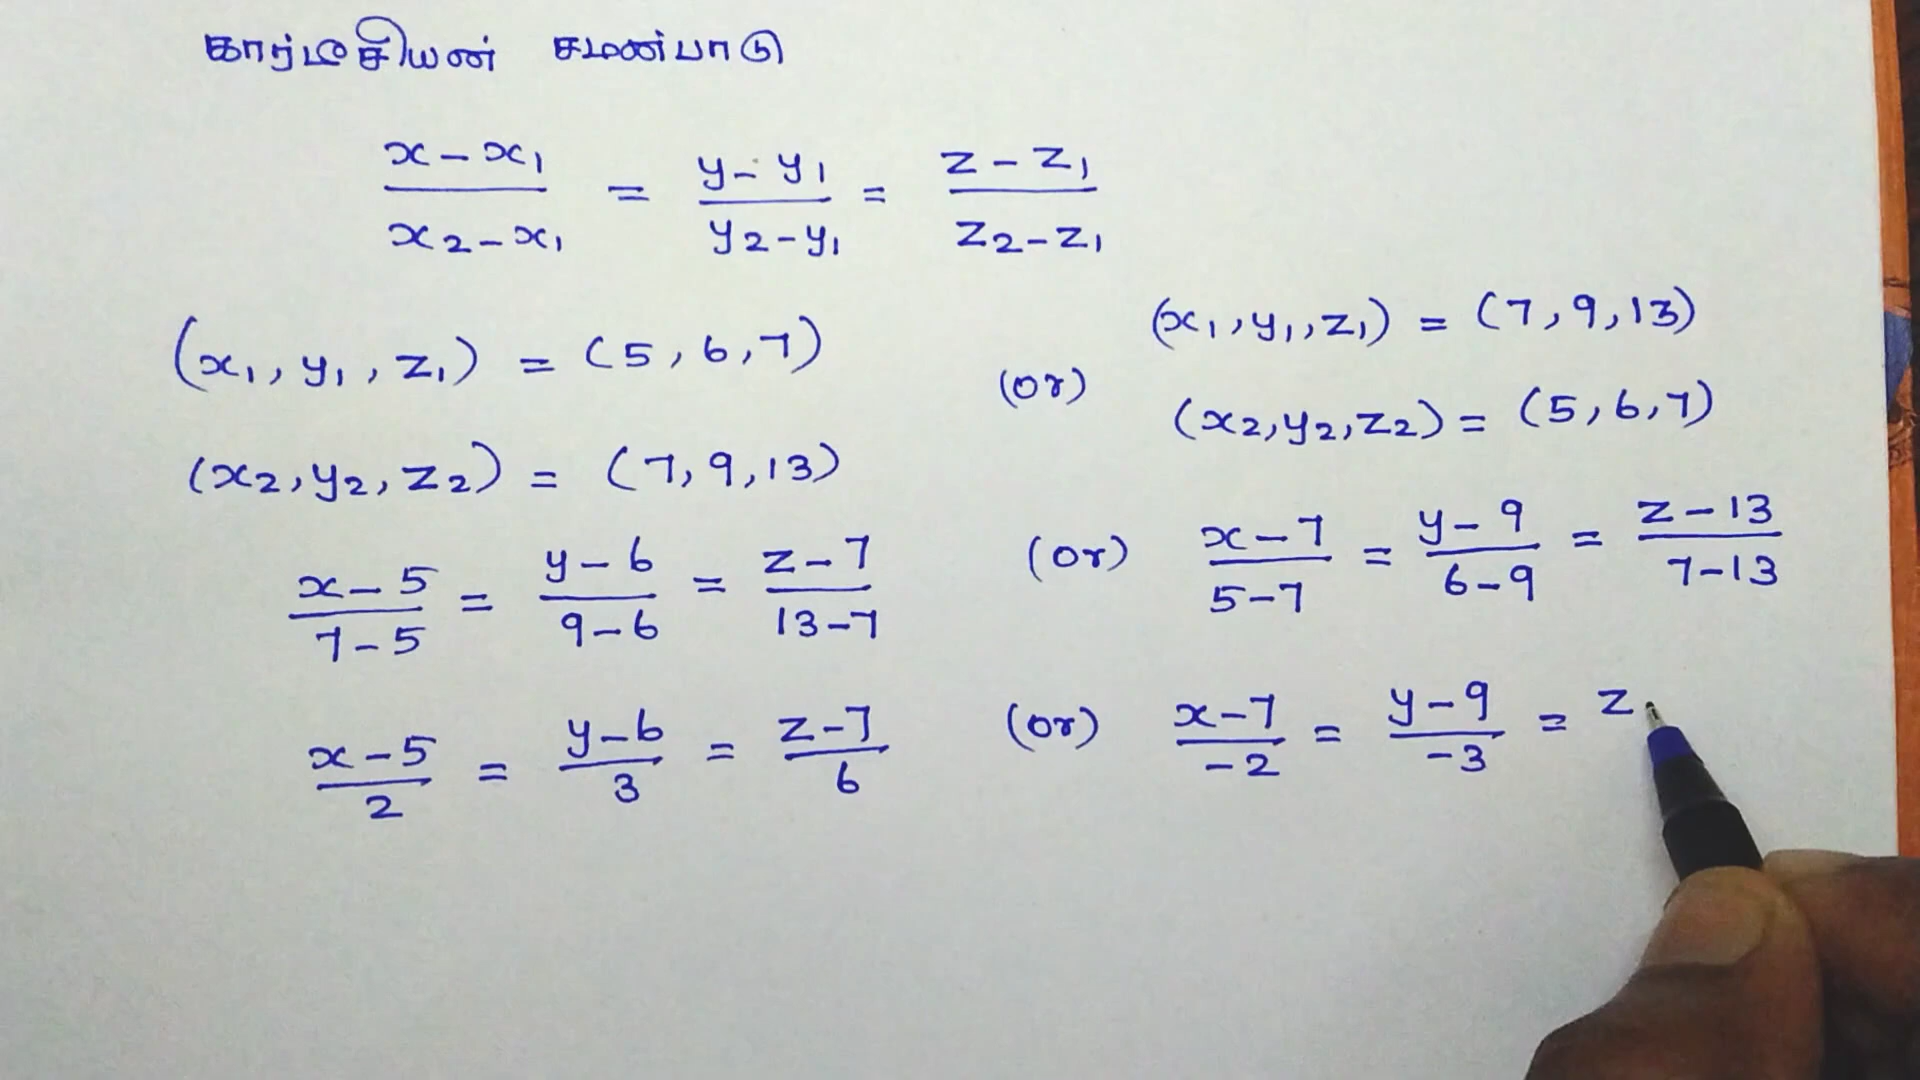 கார்டீசியன் சமன்பாடு
x - x₁ / x₂ - x₁ = y - y₁ / y₂ - y₁ = z - z₁ / z₂ - z₁
(x₁, y₁, z₁) = (5, 6, 7) (or) (x₁, y₁, z₁) = (7, 9, 13)
(x₂, y₂, z₂) = (7, 9, 13) (x₂, y₂, z₂) = (5, 6, 7)
x - 5 / 7 - 5 = y - 6 / 9 - 6 = z - 7 / 13 - 7 (or) x - 7 / 5 - 7 = y - 9 / 6 - 9 = z - 13 / 7 - 13
x - 5 / 2 = y - 6 / 3 = z - 7 / 6 (or) x - 7 / -2 = y - 9 / -3 = z